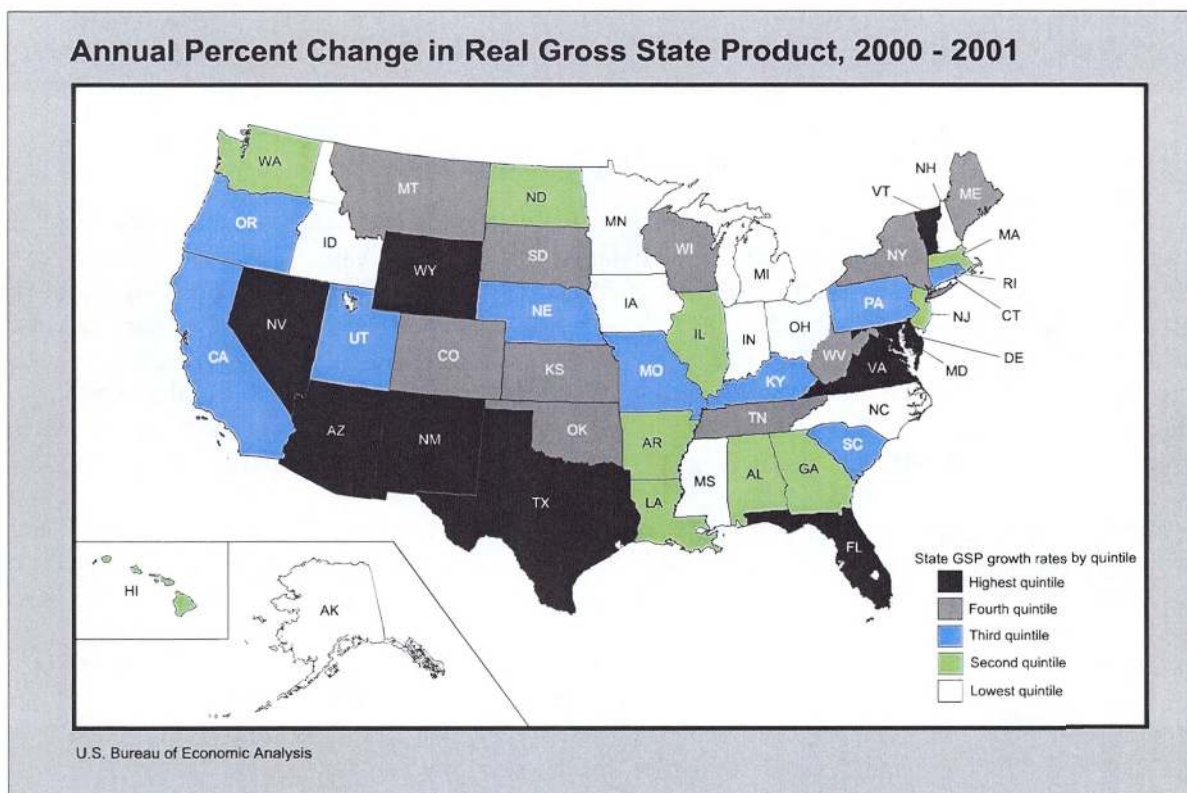 Annual Percent Change in Real Gross State Product, 2000 - 2001
WA
MT
ND
MN
VT
NH
ME
OR
ID
WY
SD
WI
MI
NY
MA
RI
CT
NJ
DE
MD
NV
UT
NE
IA
IL
IN
OH
PA
CA
CO
KS
MO
KY
WV
VA
NC
AZ
NM
OK
TN
AR
SC
TX
LA
MS
AL
GA
FL
HI
AK
State GSP growth rates by quintile
Highest quintile
Fourth quintile
Third quintile
Second quintile
Lowest quintile
U.S. Bureau of Economic Analysis